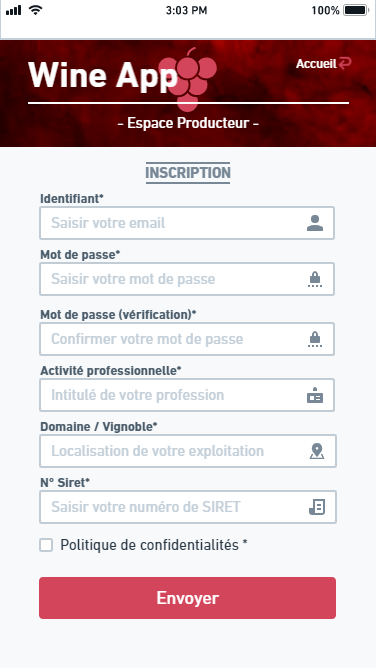 3:03 PM
100%
Wine App
Accueil
- Espace Producteur -
INSCRIPTION
Identifiant*
Saisir votre email
Mot de passe*
Saisir votre mot de passe
Mot de passe (vérification)*
Confirmer votre mot de passe
Activité professionnelle*
Intitulé de votre profession
Domaine / Vignoble*
Localisation de votre exploitation
N° Siret*
Saisir votre numéro de SIRET
Politique de confidentialités *
Envoyer